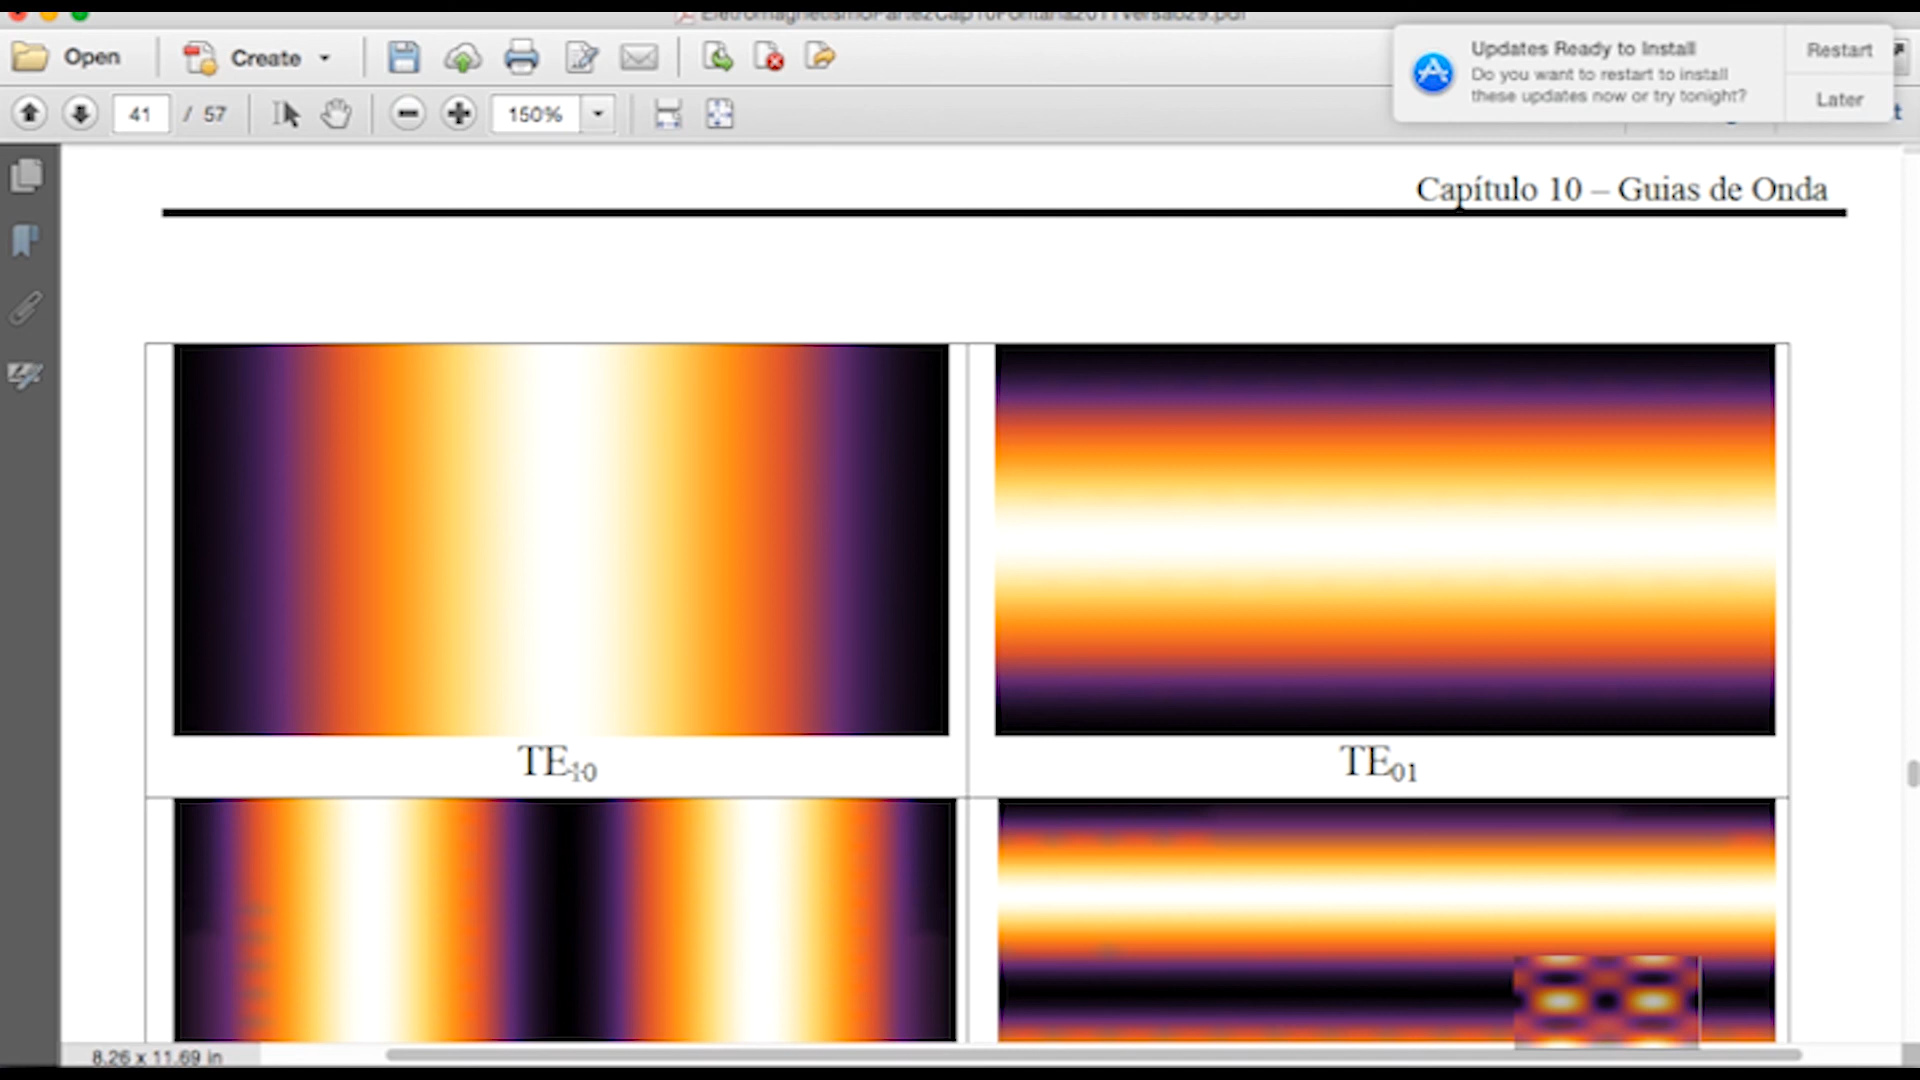 Open
Create
Updates Ready to Install
Do you want to restart to install
these updates now or try tonight?
Restart
Later
41 / 57
150%
Capítulo 10 – Guias de Onda
TE10
TE01
8.26 x 11.69 in